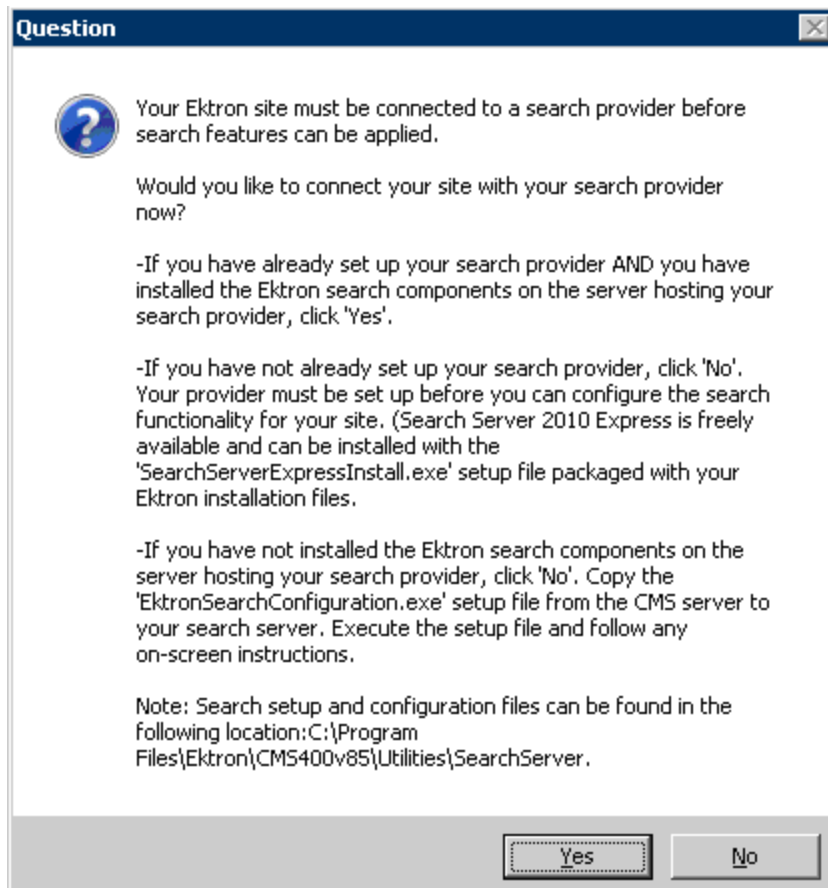 Question
Your Ektron site must be connected to a search provider before
search features can be applied.
Would you like to connect your site with your search provider
now?
-If you have already set up your search provider AND you have
installed the Ektron search components on the server hosting your
search provider, click 'Yes'.
-If you have not already set up your search provider, click 'No'.
Your provider must be set up before you can configure the search
functionality for your site. (Search Server 2010 Express is freely
available and can be installed with the
'SearchServerExpressInstall.exe' setup file packaged with your
Ektron installation files.
-If you have not installed the Ektron search components on the
server hosting your search provider, click 'No'. Copy the
'EktronSearchConfiguration.exe' setup file from the CMS server to
your search server. Execute the setup file and follow any
on-screen instructions.
Note: Search setup and configuration files can be found in the
following location:C:\Program
Files\Ektron\CMS400v85\Utilities\SearchServer.
Yes
No